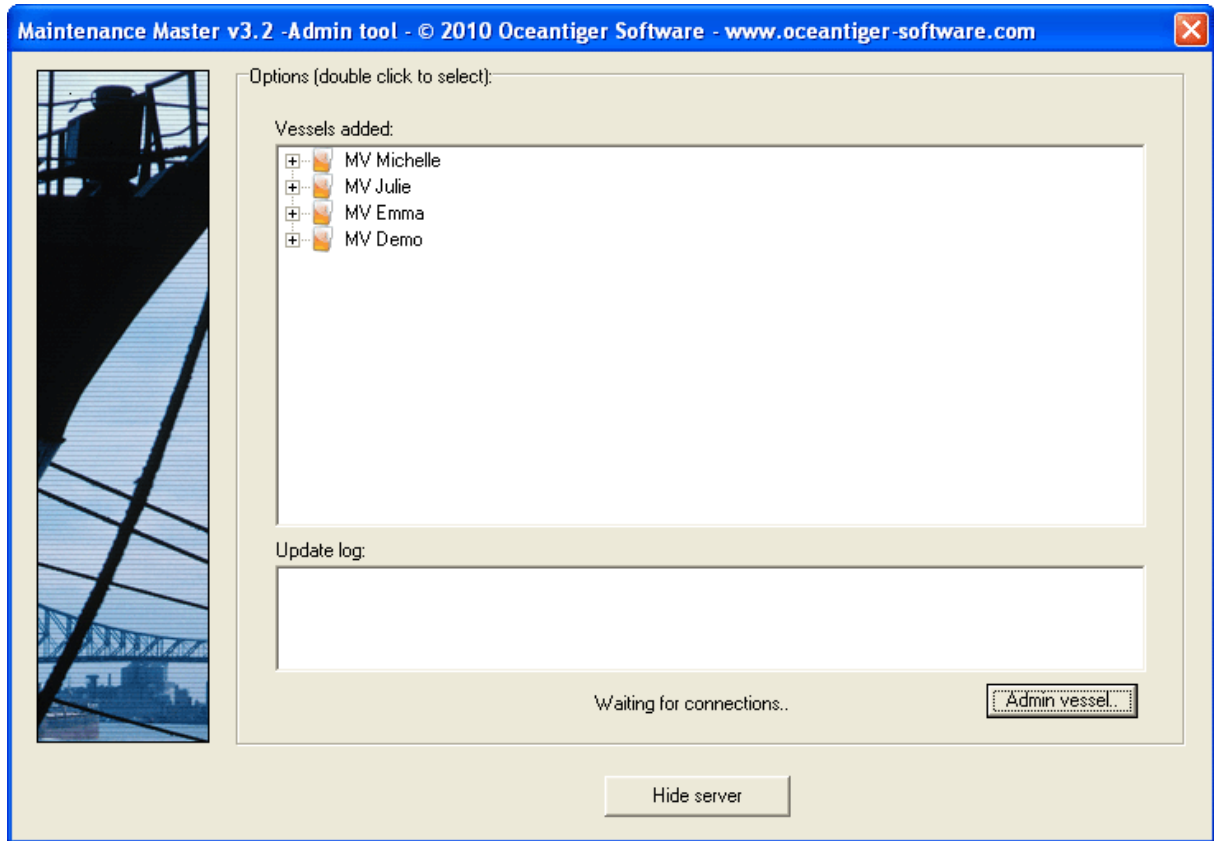 Maintenance Master v3.2 -Admin tool - © 2010 Oceantiger Software - www.oceantiger-software.com
Options (double click to select):
Vessels added:
MV Michelle
MV Julie
MV Emma
MV Demo
Update log:
Waiting for connections..
Admin vessel..
Hide server